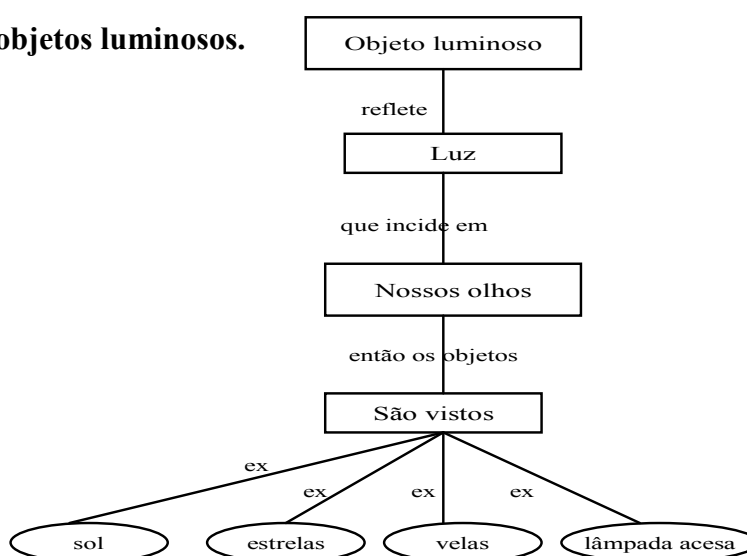 objetos luminosos.
Objeto luminoso
reflete
Luz
que incide em
Nossos olhos
então os objetos
São vistos
ex
ex
ex
ex
sol
estrelas
velas
lâmpada acesa